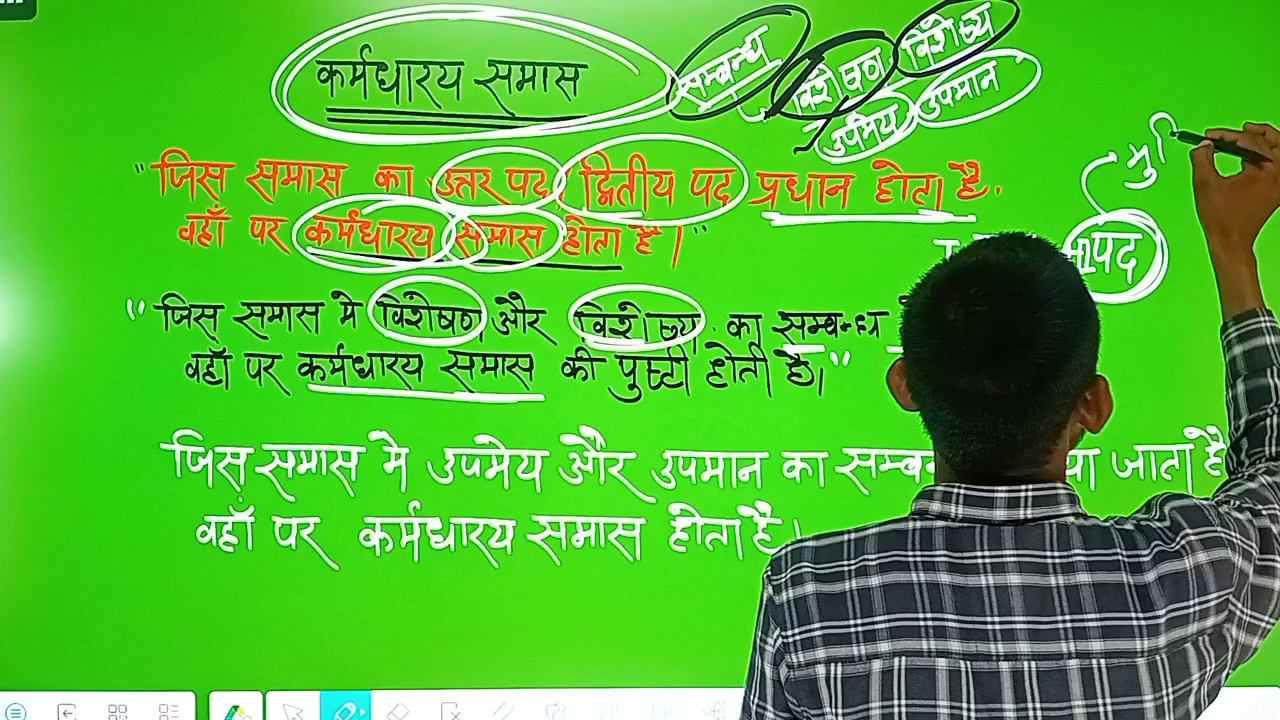 कर्मधारय समास
सम्बन्ध
विशेषण विशेष्य
उपमेय उपमान
"जिस समास का उत्तर पद / द्वितीय पद प्रधान होता है.
वहाँ पर कर्मधारय समास होता है।"
पद
"जिस समास मे विशेषण और विशेष्य का सम्बन्ध
वहाँ पर कर्मधारय समास की पुष्टी होती है।"
जिस समास मे उपमेय और उपमान का जाता है
वहाँ पर कर्मधारय समास होता है।